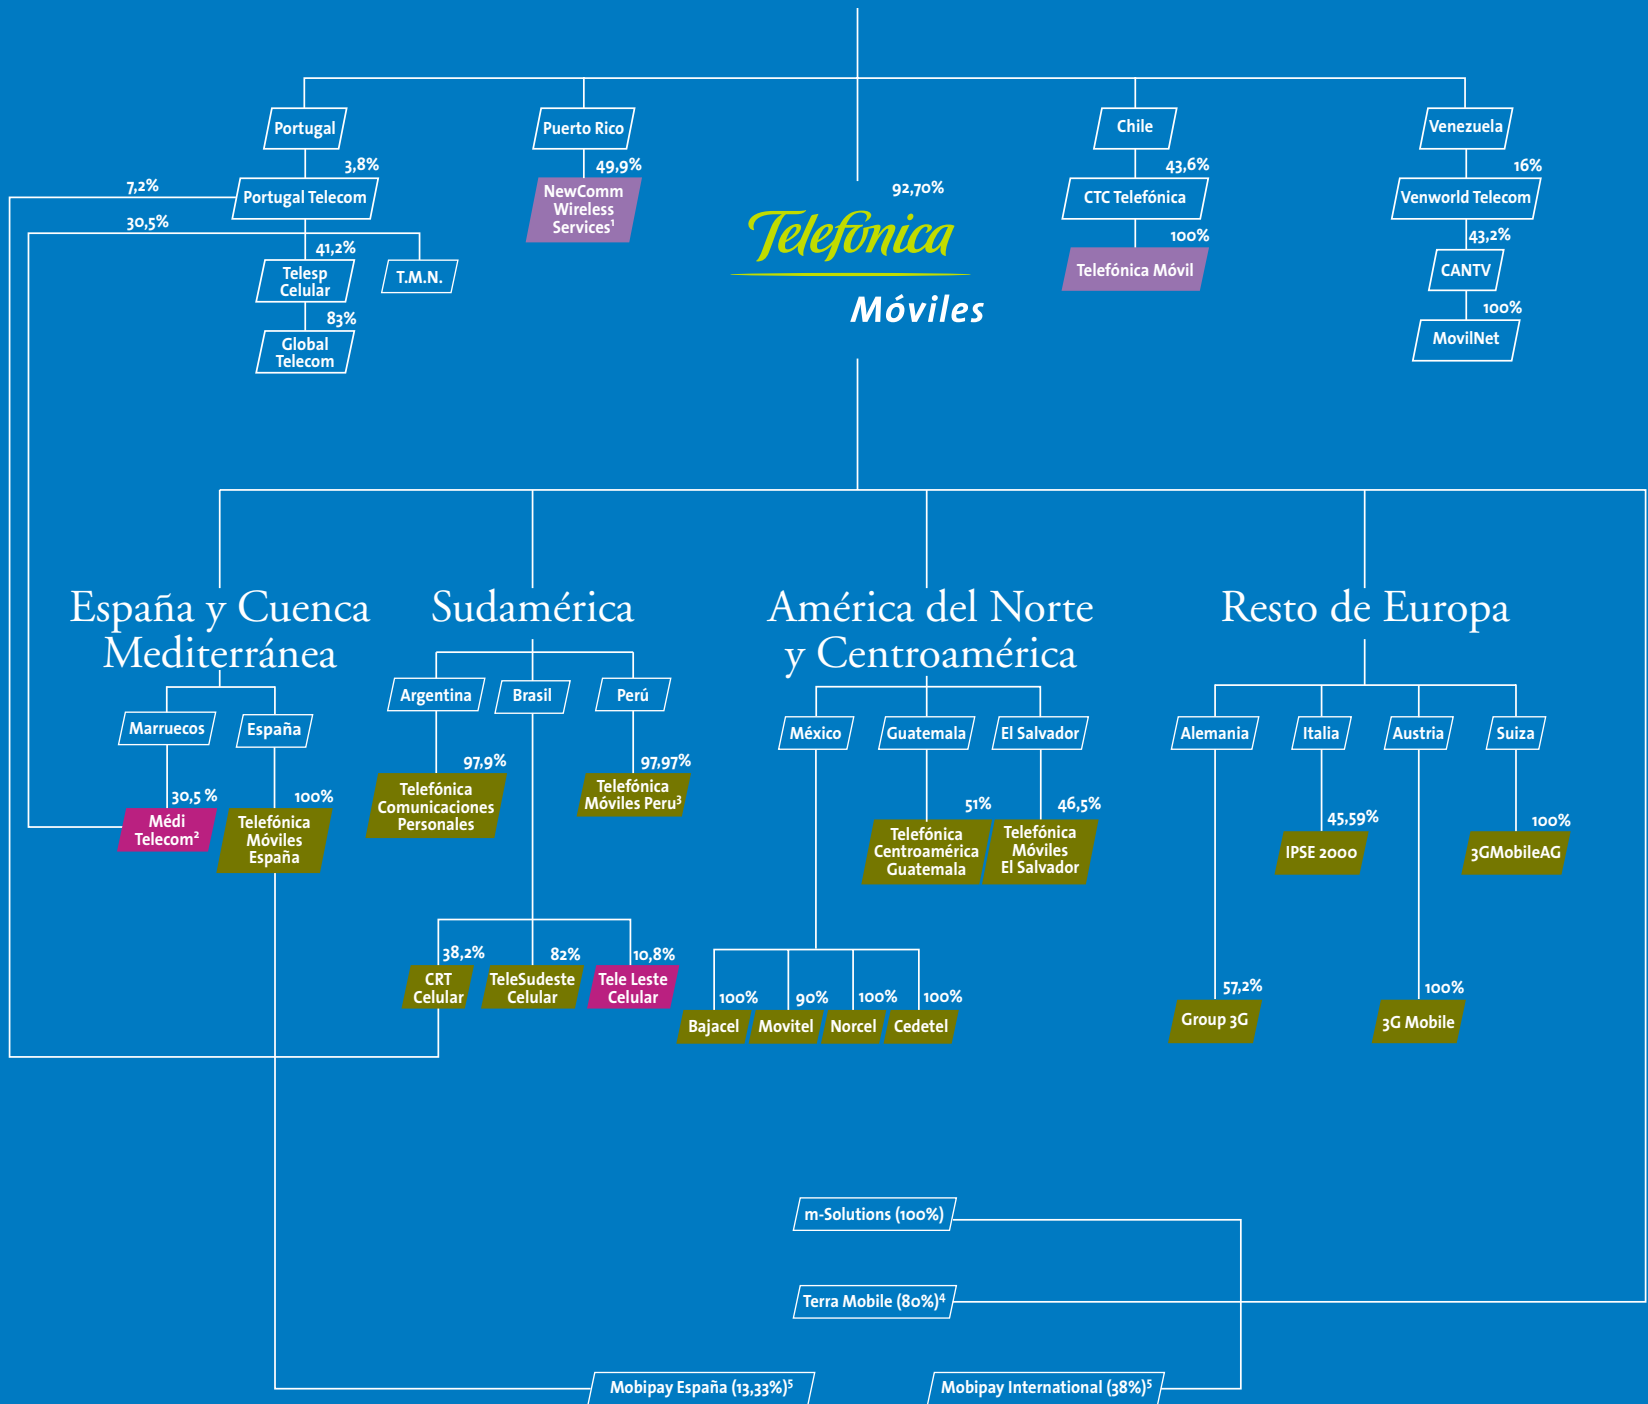 Portugal
Puerto Rico
Chile
Venezuela
3,8%
49,9%
43,6%
16%
7,2%
Portugal Telecom
NewComm
Wireless
Services¹
92,70%
CTC Telefónica
Venworld Telecom
30,5%
41,2%
Telefónica
100%
43,2%
Telesp
Celular
T.M.N.
Telefónica Móvil
CANTV
83%
Móviles
100%
Global
Telecom
MovilNet
España y Cuenca
Mediterránea
Sudamérica
América del Norte
y Centroamérica
Resto de Europa
Marruecos
España
Argentina
Brasil
Perú
México
Guatemala
El Salvador
Alemania
Italia
Austria
Suiza
30,5 %
Médi
Telecom²
100%
Telefónica
Móviles
España
97,9%
Telefónica
Comunicaciones
Personales
97,97%
Telefónica
Móviles Peru³
51%
Telefónica
Centroamérica
Guatemala
46,5%
Telefónica
Móviles
El Salvador
45,59%
IPSE 2000
100%
3GMobileAG
38,2%
CRT
Celular
82%
TeleSudeste
Celular
10,8%
Tele Leste
Celular
100%
Bajacel
90%
Movitel
100%
Norcel
100%
Cedetel
57,2%
Group 3G
100%
3G Mobile
m-Solutions (100%)
Terra Mobile (80%)⁴
Mobipay España (13,33%)⁵
Mobipay International (38%)⁵